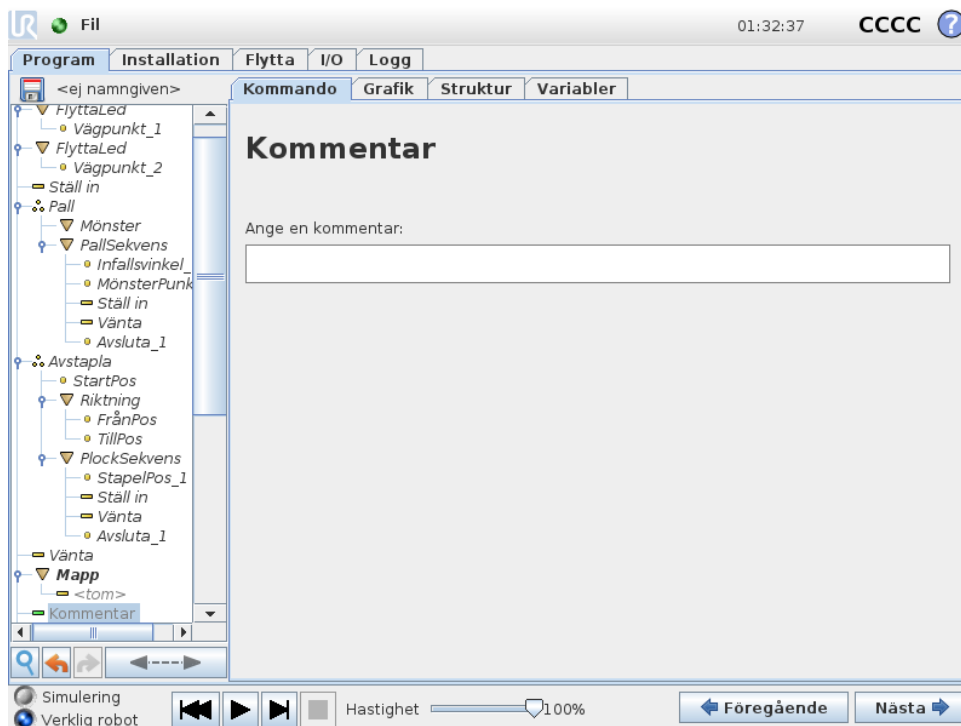 UR Fil 01:32:37 CCCC ?
Program Installation Flytta I/O Logg
<ej namngiven>
Kommando Grafik Struktur Variabler
FlyttaLed
Vägpunkt_1
FlyttaLed
Vägpunkt_2
Ställ in
Pall
Mönster
PallSekvens
Infallsvinkel_
MönsterPunk
Ställ in
Vänta
Avsluta_1
Avstapla
StartPos
Riktning
FrånPos
TillPos
PlockSekvens
StapelPos_1
Ställ in
Vänta
Avsluta_1
Vänta
Mapp
<tom>
Kommentar
Kommentar
Ange en kommentar:
Simulering
Verklig robot
Hastighet 100%
Föregående Nästa